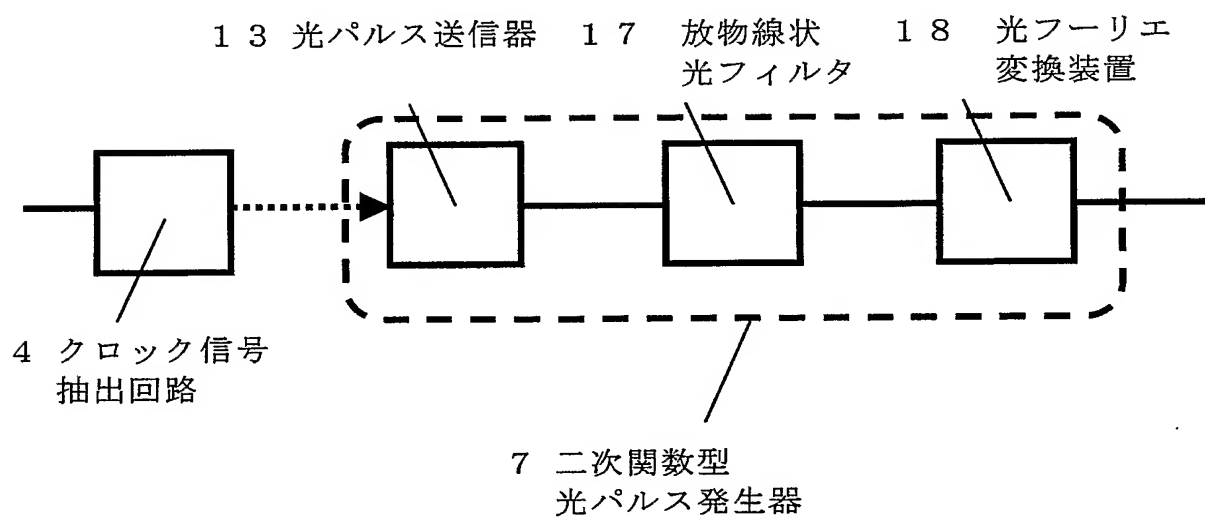 13 光パルス送信器
17 放物線状
光フィルタ
18 光フーリエ
変換装置
4 クロック信号
抽出回路
7 二次関数型
光パルス発生器